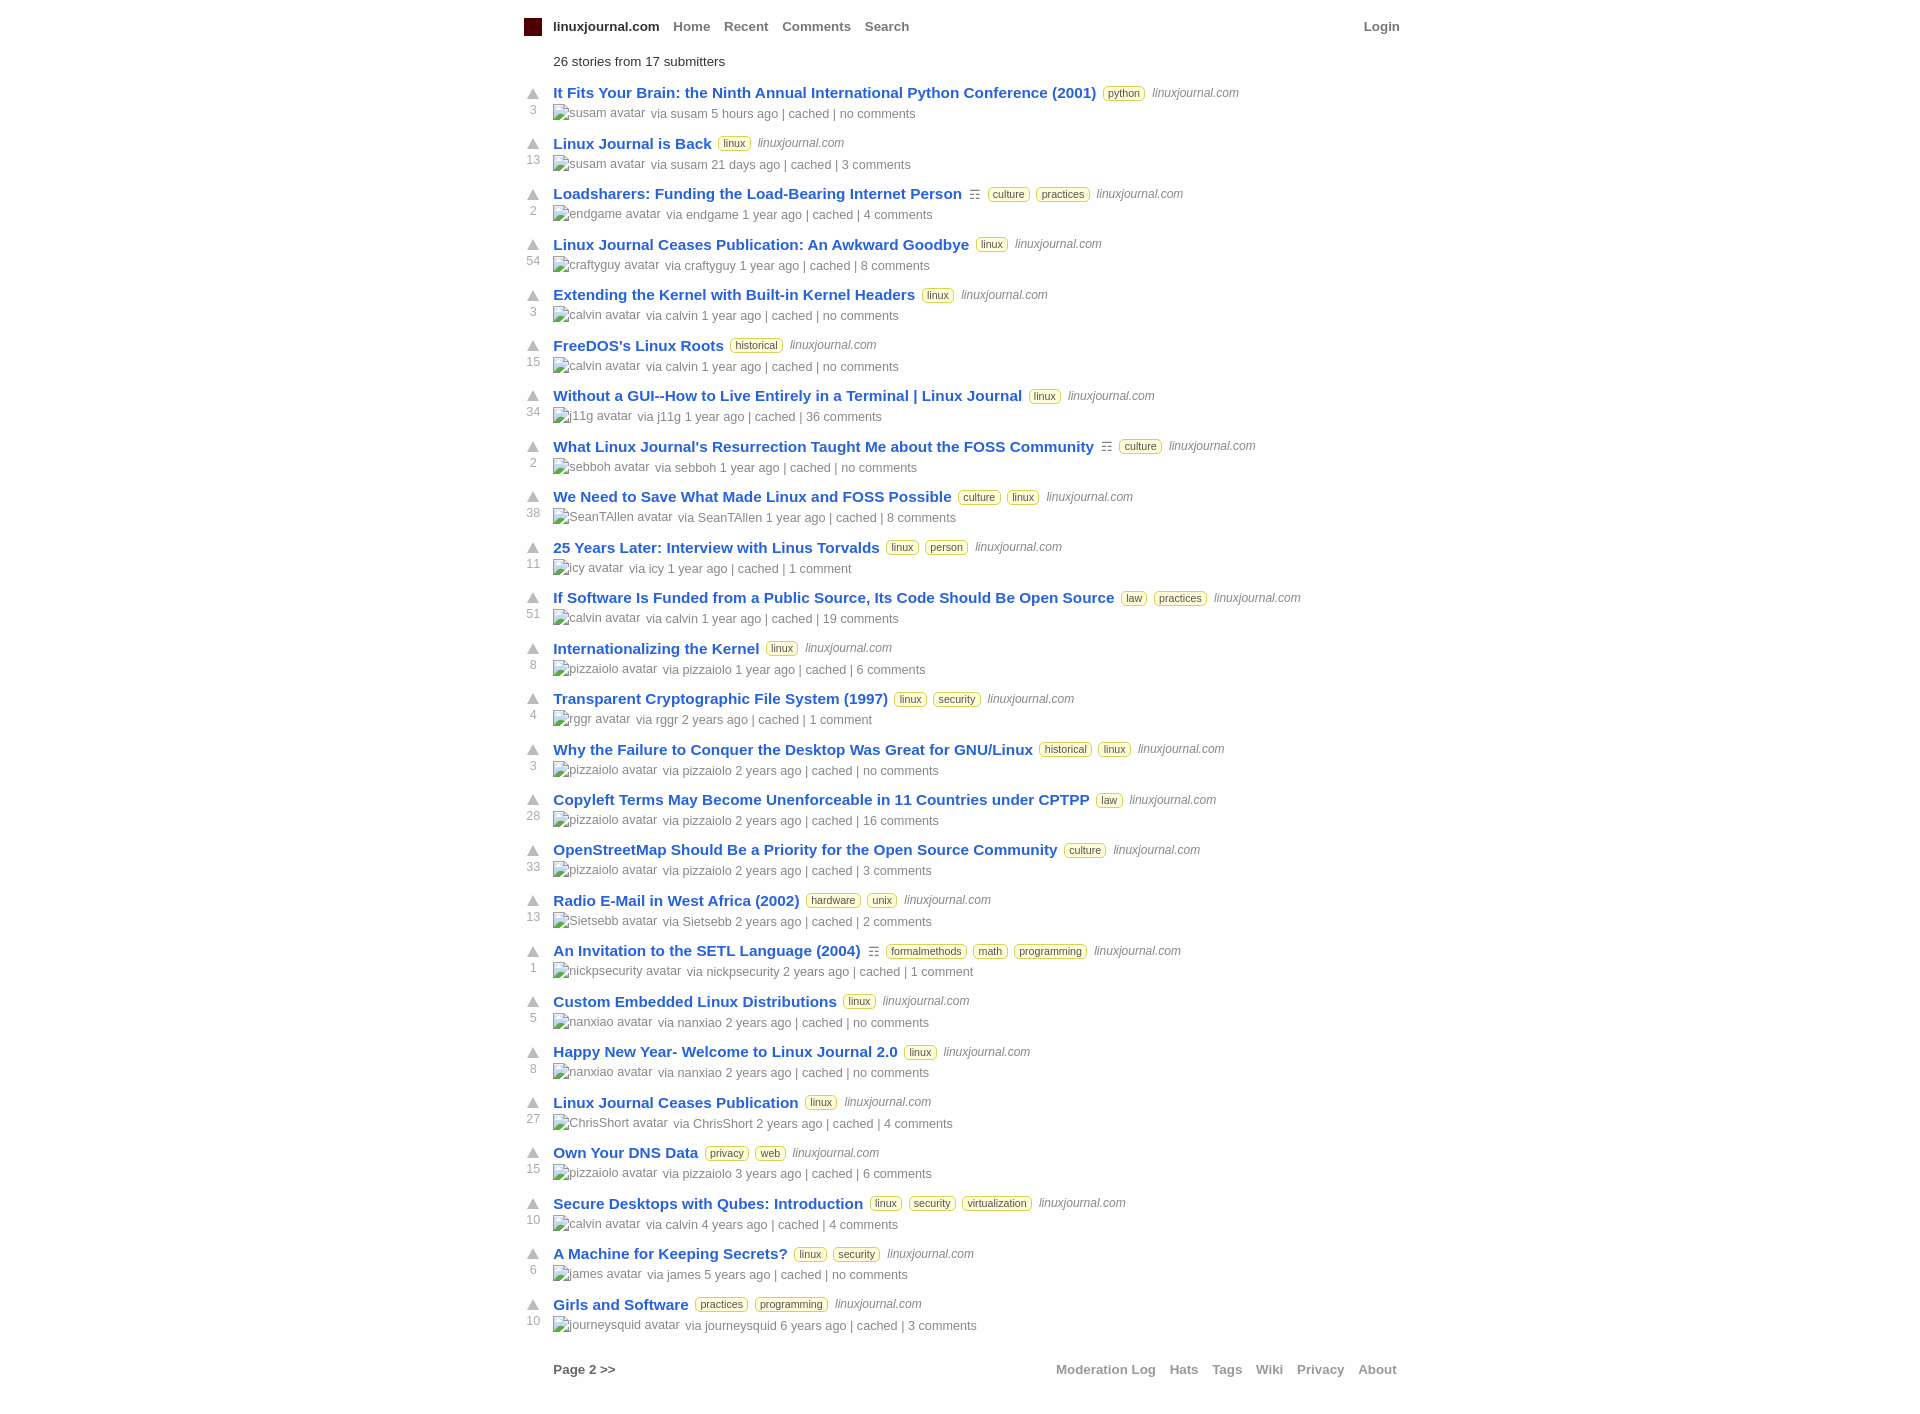 linuxjournal.com Home Recent Comments Search Login
26 stories from 17 submitters
It Fits Your Brain: the Ninth Annual International Python Conference (2001) python linuxjournal.com
3 susam avatar via susam 5 hours ago | cached | no comments
Linux Journal is Back linux linuxjournal.com
13 susam avatar via susam 21 days ago | cached | 3 comments
Loadsharers: Funding the Load-Bearing Internet Person ☶ culture practices linuxjournal.com
2 endgame avatar via endgame 1 year ago | cached | 4 comments
Linux Journal Ceases Publication: An Awkward Goodbye linux linuxjournal.com
54 craftyguy avatar via craftyguy 1 year ago | cached | 8 comments
Extending the Kernel with Built-in Kernel Headers linux linuxjournal.com
3 calvin avatar via calvin 1 year ago | cached | no comments
FreeDOS's Linux Roots historical linuxjournal.com
15 calvin avatar via calvin 1 year ago | cached | no comments
Without a GUI--How to Live Entirely in a Terminal | Linux Journal linux linuxjournal.com
34 j11g avatar via j11g 1 year ago | cached | 36 comments
What Linux Journal's Resurrection Taught Me about the FOSS Community ☶ culture linuxjournal.com
2 sebboh avatar via sebboh 1 year ago | cached | no comments
We Need to Save What Made Linux and FOSS Possible culture linux linuxjournal.com
38 SeanTAllen avatar via SeanTAllen 1 year ago | cached | 8 comments
25 Years Later: Interview with Linus Torvalds linux person linuxjournal.com
11 icy avatar via icy 1 year ago | cached | 1 comment
If Software Is Funded from a Public Source, Its Code Should Be Open Source law practices linuxjournal.com
51 calvin avatar via calvin 1 year ago | cached | 19 comments
Internationalizing the Kernel linux linuxjournal.com
8 pizzaiolo avatar via pizzaiolo 1 year ago | cached | 6 comments
Transparent Cryptographic File System (1997) linux security linuxjournal.com
4 rggr avatar via rggr 2 years ago | cached | 1 comment
Why the Failure to Conquer the Desktop Was Great for GNU/Linux historical linux linuxjournal.com
3 pizzaiolo avatar via pizzaiolo 2 years ago | cached | no comments
Copyleft Terms May Become Unenforceable in 11 Countries under CPTPP law linuxjournal.com
28 pizzaiolo avatar via pizzaiolo 2 years ago | cached | 16 comments
OpenStreetMap Should Be a Priority for the Open Source Community culture linuxjournal.com
33 pizzaiolo avatar via pizzaiolo 2 years ago | cached | 3 comments
Radio E-Mail in West Africa (2002) hardware unix linuxjournal.com
13 Sietsebb avatar via Sietsebb 2 years ago | cached | 2 comments
An Invitation to the SETL Language (2004) ☶ formalmethods math programming linuxjournal.com
1 nickpsecurity avatar via nickpsecurity 2 years ago | cached | 1 comment
Custom Embedded Linux Distributions linux linuxjournal.com
5 nanxiao avatar via nanxiao 2 years ago | cached | no comments
Happy New Year- Welcome to Linux Journal 2.0 linux linuxjournal.com
8 nanxiao avatar via nanxiao 2 years ago | cached | no comments
Linux Journal Ceases Publication linux linuxjournal.com
27 ChrisShort avatar via ChrisShort 2 years ago | cached | 4 comments
Own Your DNS Data privacy web linuxjournal.com
15 pizzaiolo avatar via pizzaiolo 3 years ago | cached | 6 comments
Secure Desktops with Qubes: Introduction linux security virtualization linuxjournal.com
10 calvin avatar via calvin 4 years ago | cached | 4 comments
A Machine for Keeping Secrets? linux security linuxjournal.com
6 james avatar via james 5 years ago | cached | no comments
Girls and Software practices programming linuxjournal.com
10 journeysquid avatar via journeysquid 6 years ago | cached | 3 comments
Page 2 >> Moderation Log Hats Tags Wiki Privacy About